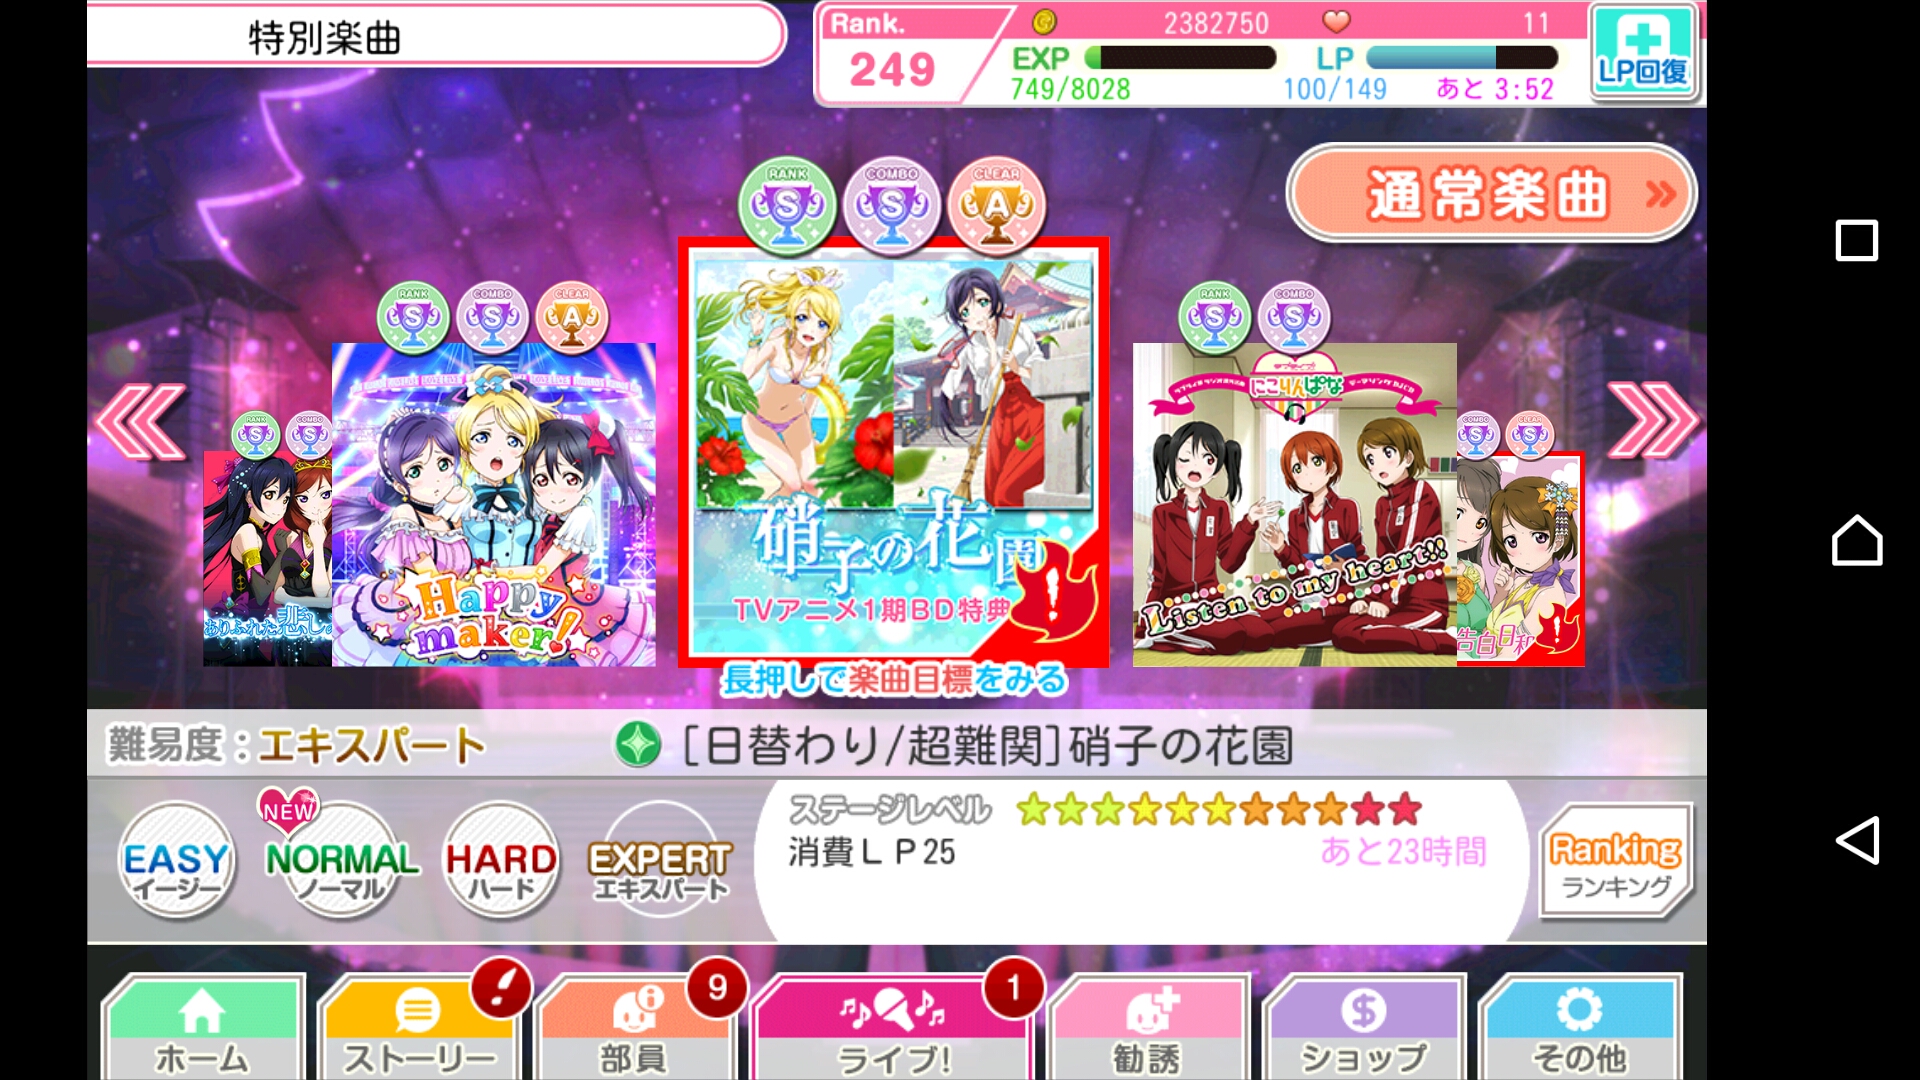 特別楽曲
Rank.
249
2382750
11
EXP
749/8028
LP
100/149
あと 3:52
LP回復
通常楽曲
RANK S
COMBO S
CLEAR A
RANK S
COMBO S
CLEAR A
RANK S
COMBO S
RANK S
COMBO S
COMBO S
CLEAR S
ありふれた悲しみの
Happy maker!
硝子の花園
TVアニメ1期BD特典
にこりんぱな
Listen to my heart!!
告白日和
長押しで楽曲目標をみる
難易度：エキスパート
[日替わり/超難関]硝子の花園
EASY
イージー
NEW
NORMAL
ノーマル
HARD
ハード
EXPERT
エキスパート
ステージレベル
消費LP25
あと23時間
Ranking
ランキング
ホーム
ストーリー
9
部員
1
ライブ!
勧誘
ショップ
その他